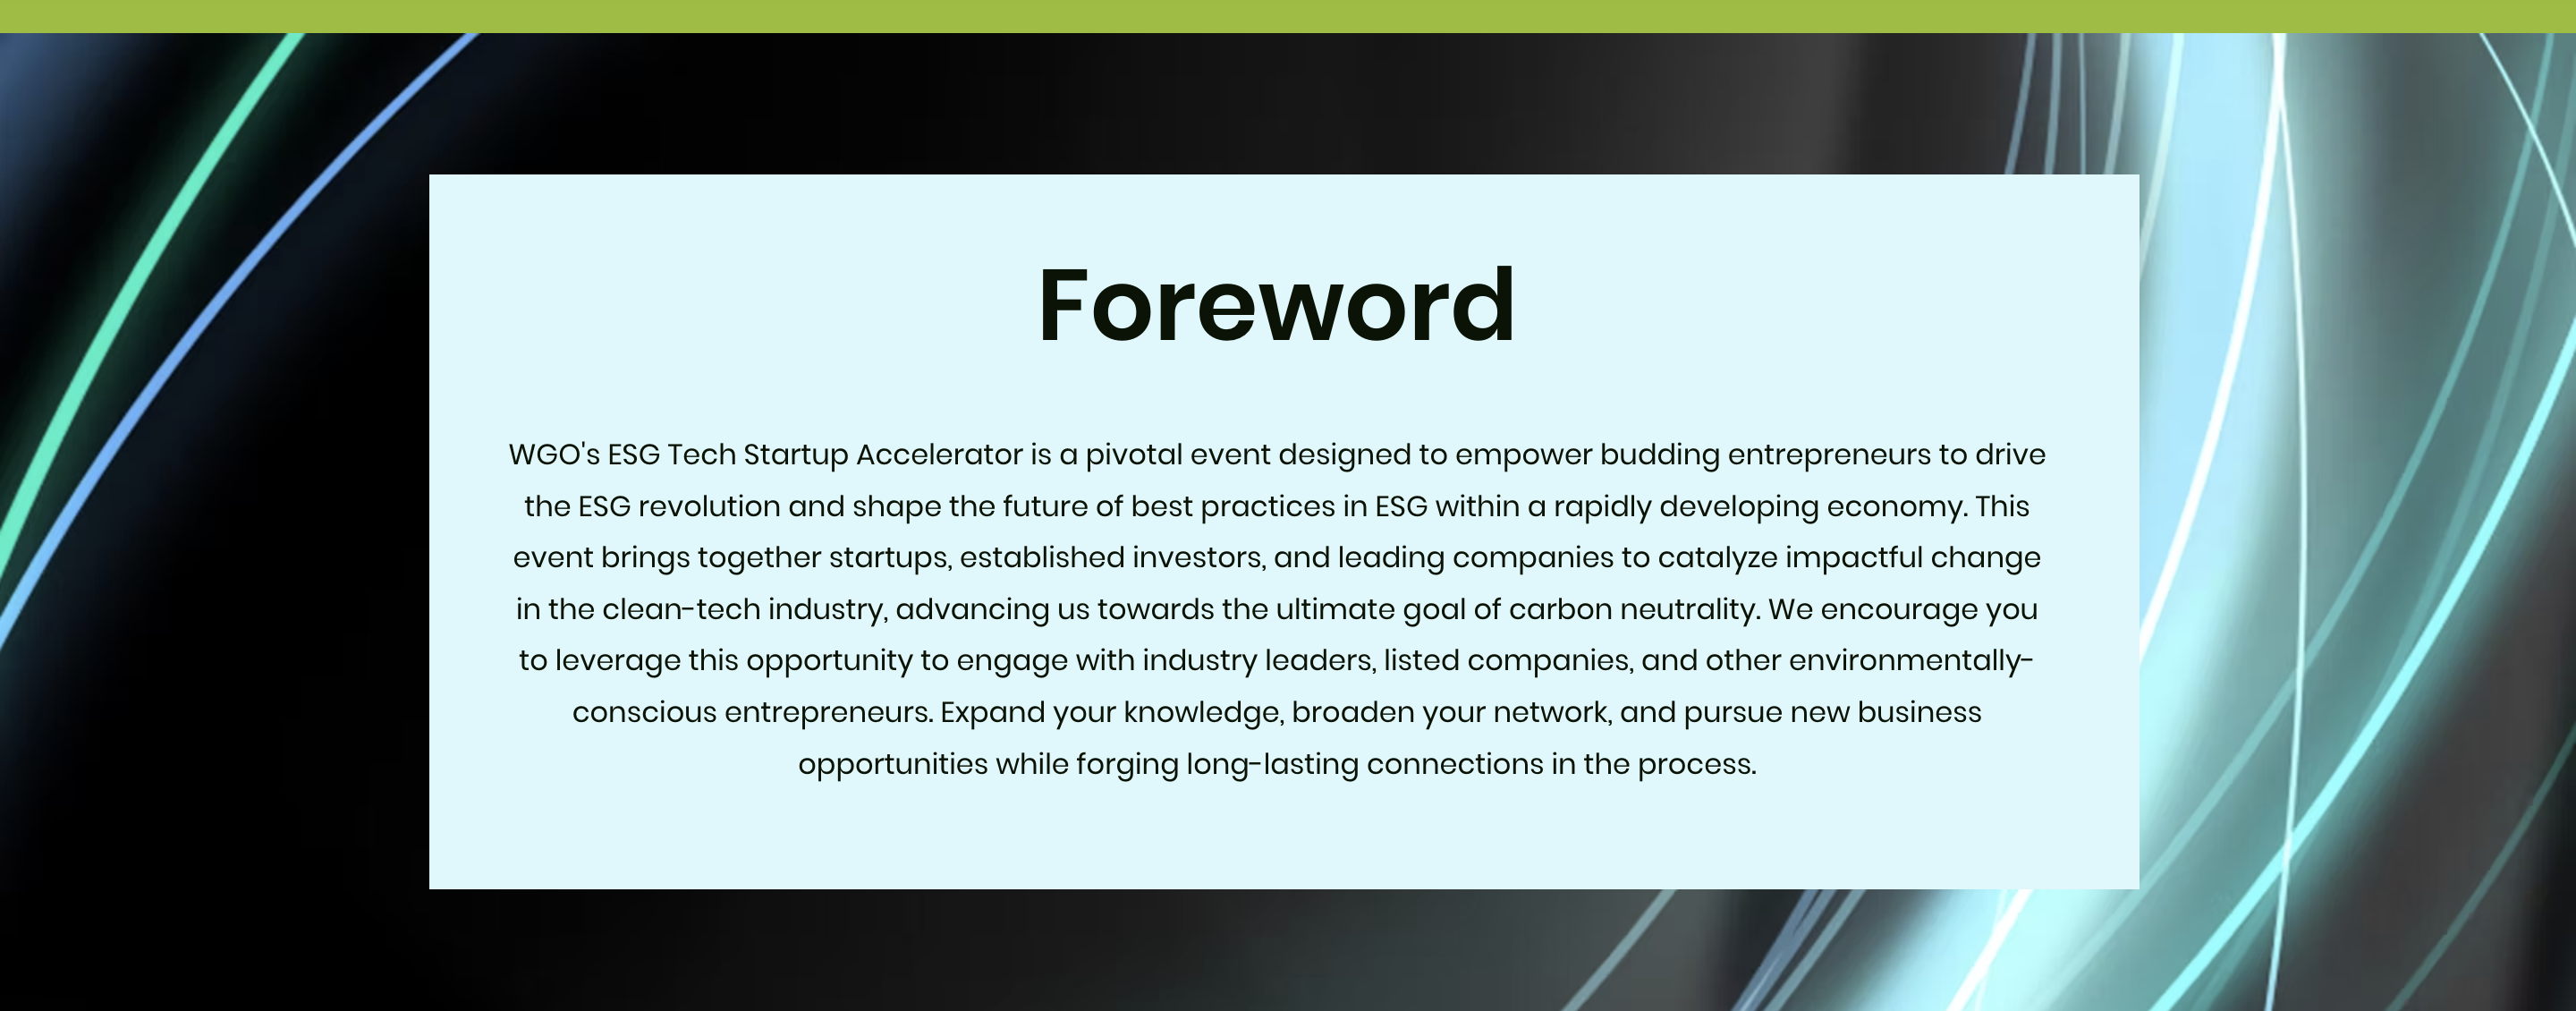 Foreword
WGO's ESG Tech Startup Accelerator is a pivotal event designed to empower budding entrepreneurs to drive
the ESG revolution and shape the future of best practices in ESG within a rapidly developing economy. This
event brings together startups, established investors, and leading companies to catalyze impactful change
in the clean-tech industry, advancing us towards the ultimate goal of carbon neutrality. We encourage you
to leverage this opportunity to engage with industry leaders, listed companies, and other environmentally-
conscious entrepreneurs. Expand your knowledge, broaden your network, and pursue new business
opportunities while forging long-lasting connections in the process.